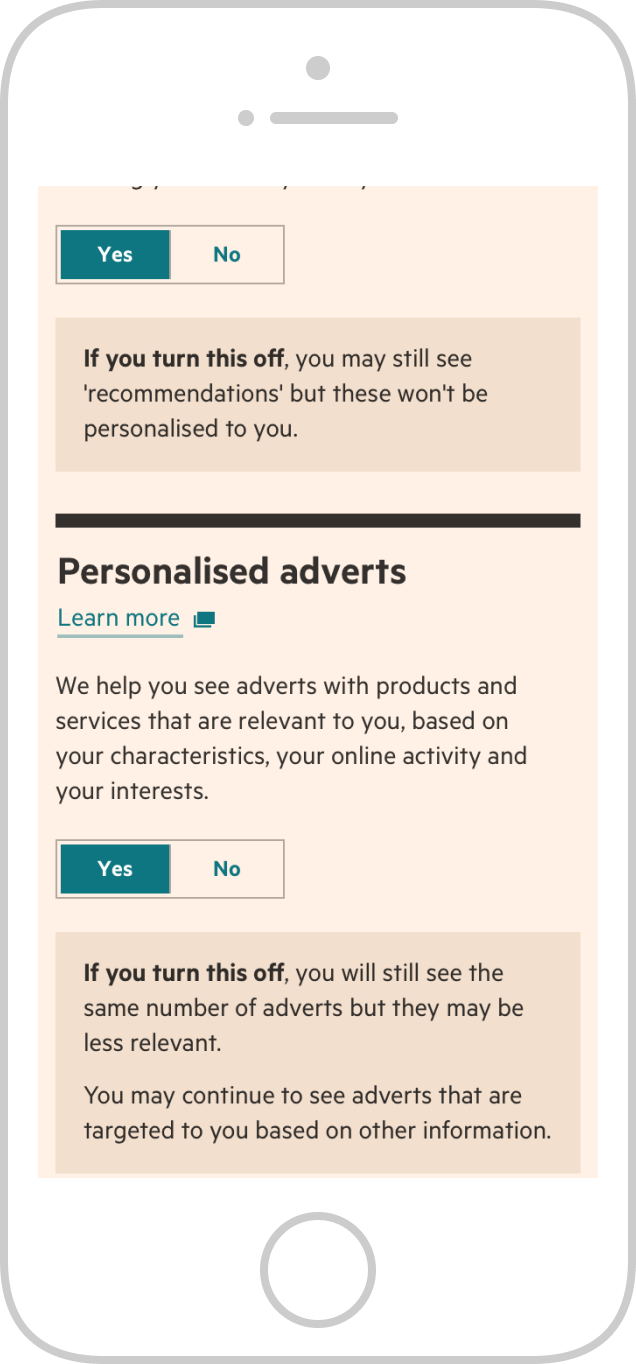 Yes No
If you turn this off, you may still see
'recommendations' but these won't be
personalised to you.
Personalised adverts
Learn more
We help you see adverts with products and
services that are relevant to you, based on
your characteristics, your online activity and
your interests.
Yes No
If you turn this off, you will still see the
same number of adverts but they may be
less relevant.
You may continue to see adverts that are
targeted to you based on other information.